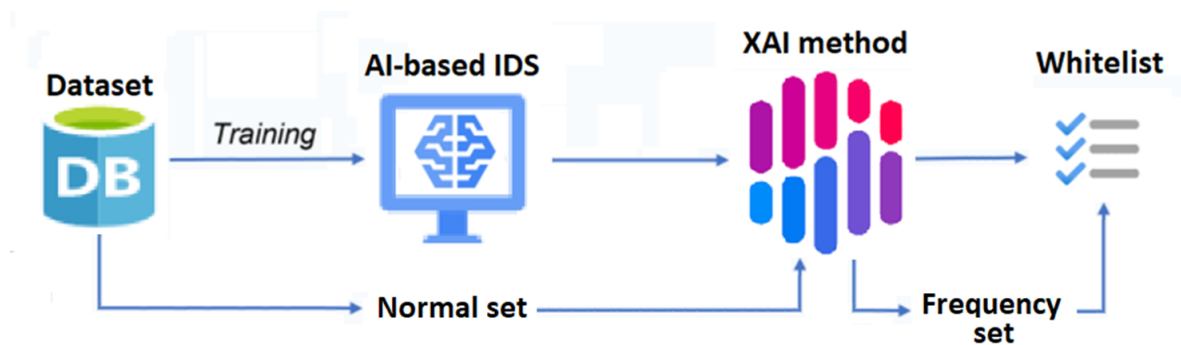 XAI method
AI-based IDS
Whitelist
Dataset
Training
DB
Normal set
Frequency
set